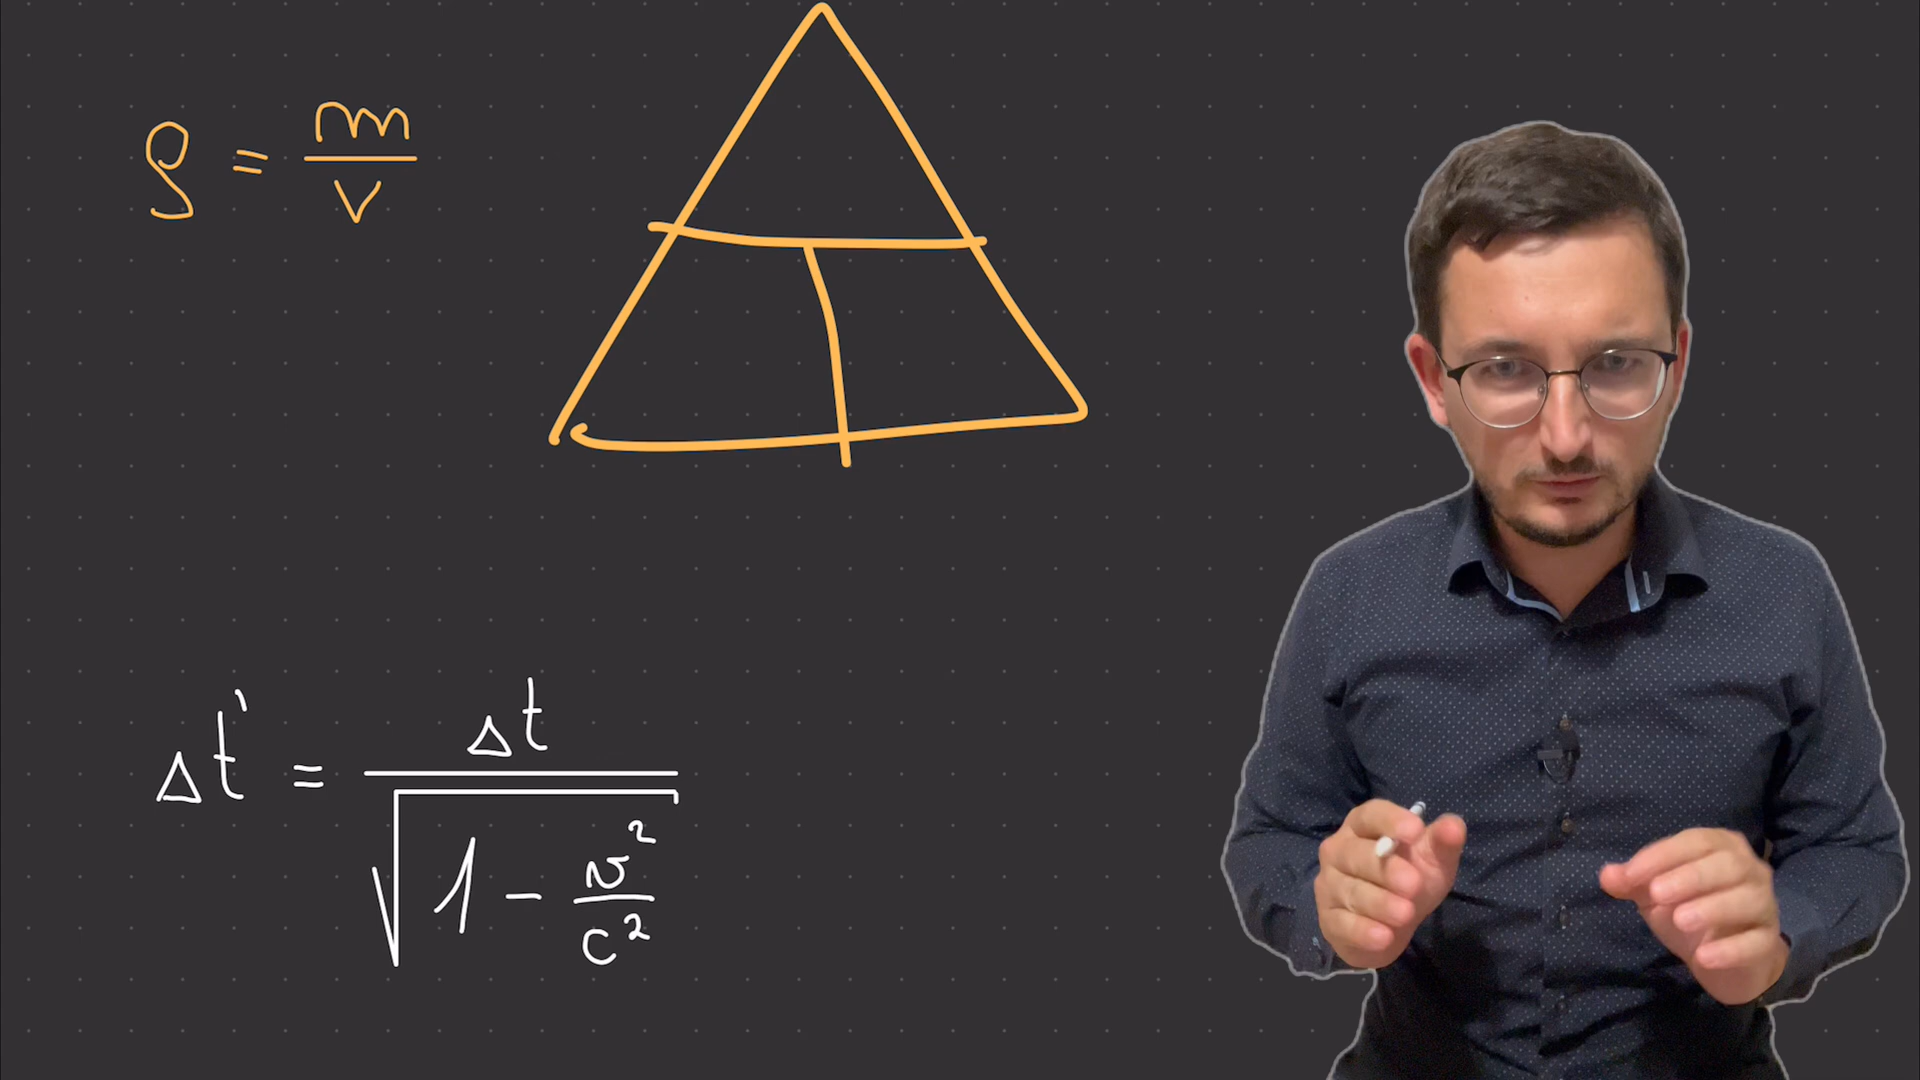 ρ = m/v
Δt' = Δt/√(1 - v²/c²)